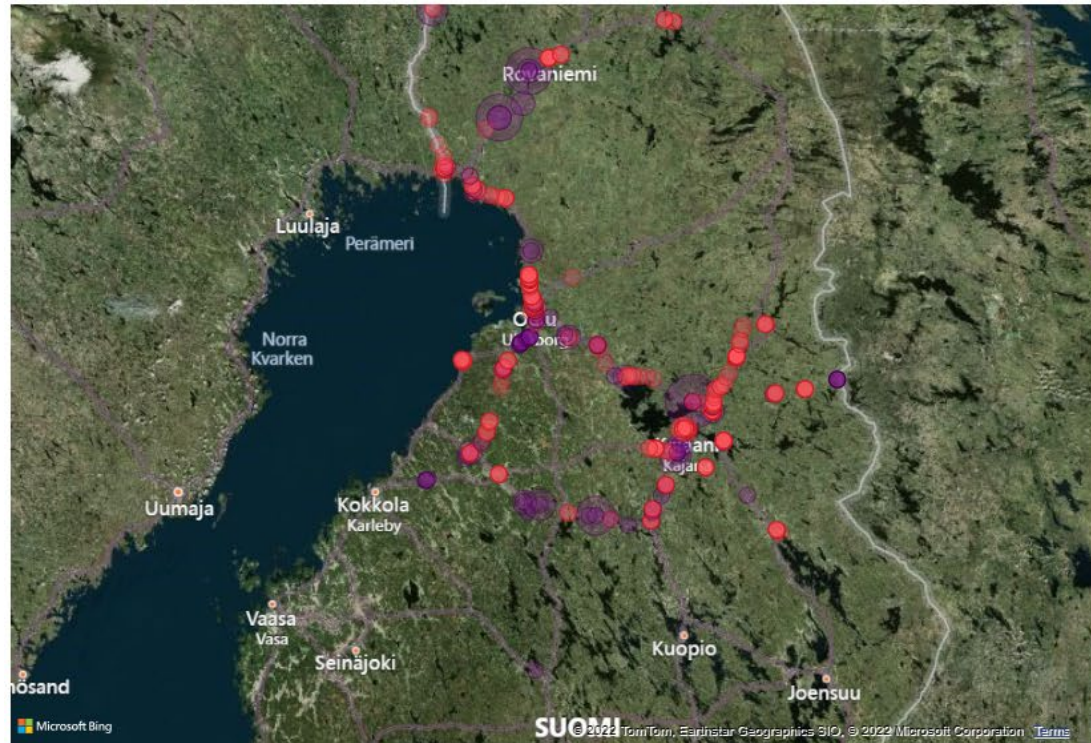 Rovaniemi
Luulaja
Perämeri
Norra
Kvarken
Kokkola
Karleby
Uumaja
Vaasa
Vasa
Seinäjoki
Kuopio
Joensuu
SUOMI
Microsoft Bing
© 2022 TomTom, Earthstar Geographics SIO, © 2022 Microsoft Corporation Terms